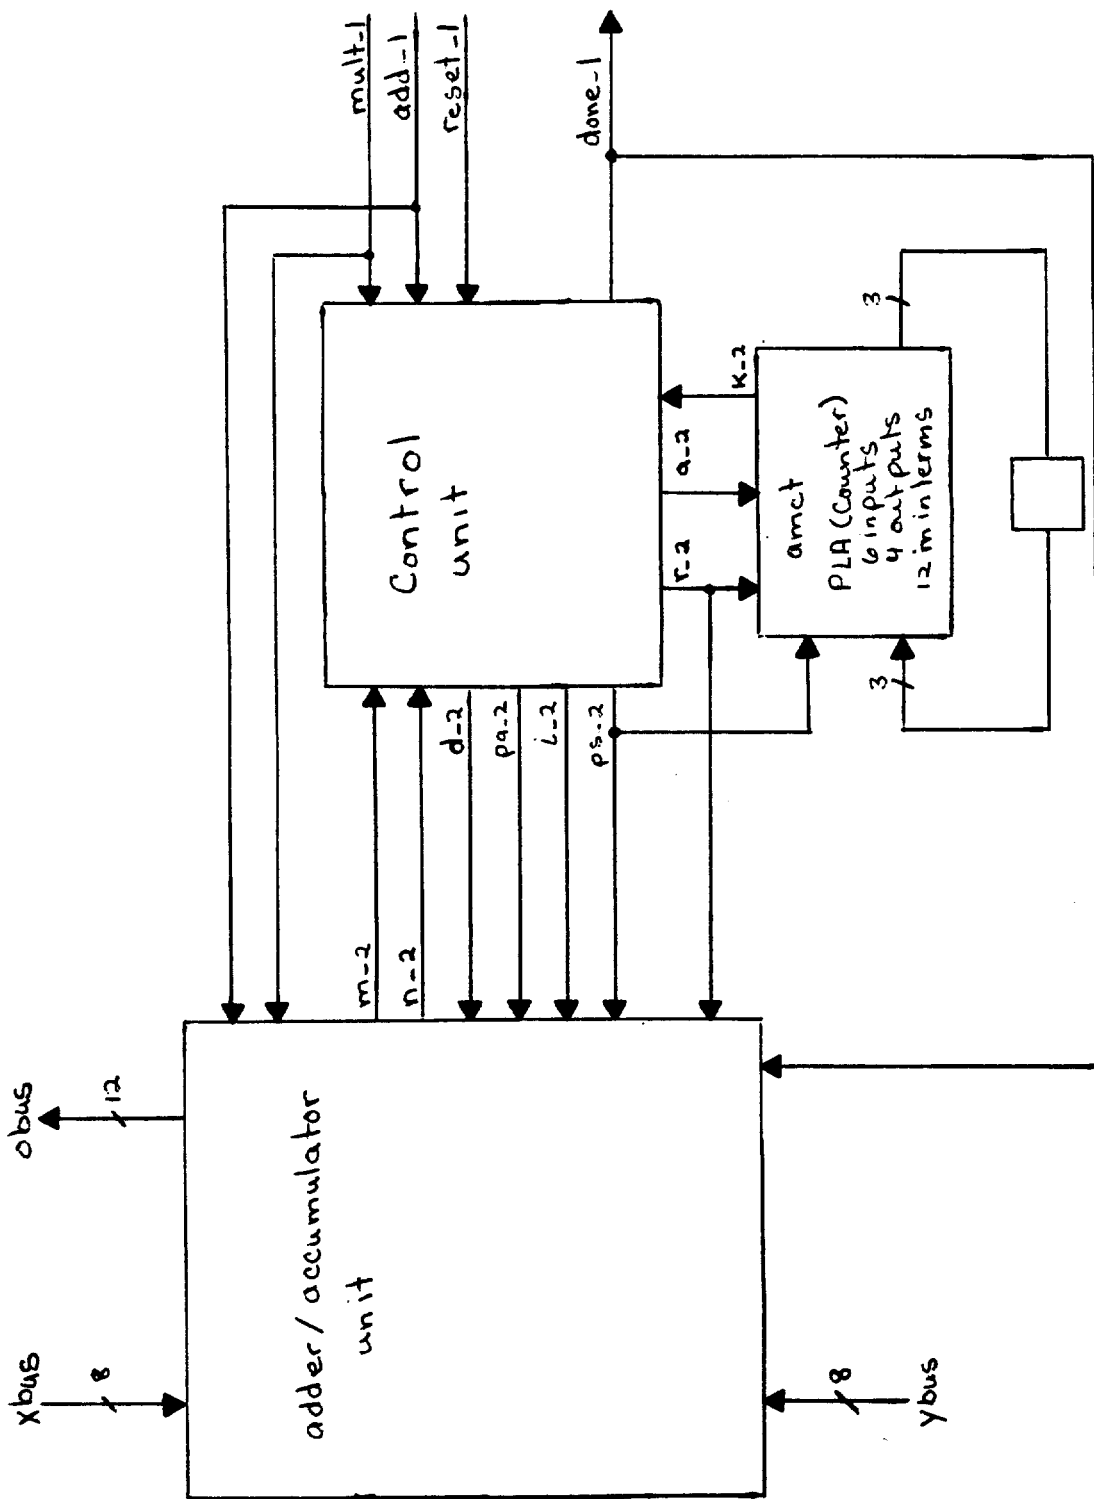 mult_1
add_1
reset_1
done_1
Control
unit
k_2
a_2
r_2
amct
PLA (Counter)
6 inputs
4 outputs
12 minterms
3
3
m_2
n_2
d_2
pa_2
i_2
ps_2
obus
12
adder / accumulator
unit
xbus
8
8
ybus